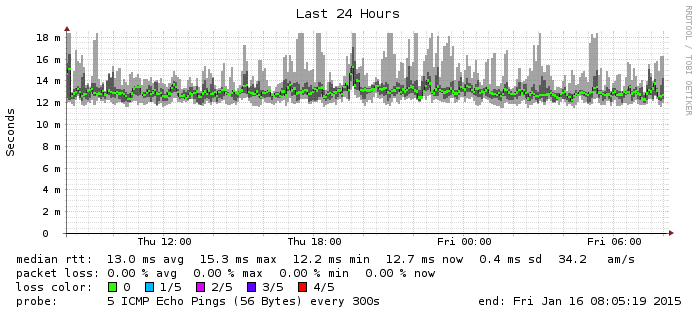 Last 24 Hours
RRDTOOL / TOBI OETIKER
Seconds
18 m
16 m
14 m
12 m
10 m
8 m
6 m
4 m
2 m
0
Thu 12:00 Thu 18:00 Fri 00:00 Fri 06:00
median rtt: 13.0 ms avg 15.3 ms max 12.2 ms min 12.7 ms now 0.4 ms sd 34.2 am/s
packet loss: 0.00 % avg 0.00 % max 0.00 % min 0.00 % now
loss color: 0 1/5 2/5 3/5 4/5
probe: 5 ICMP Echo Pings (56 Bytes) every 300s end: Fri Jan 16 08:05:19 2015